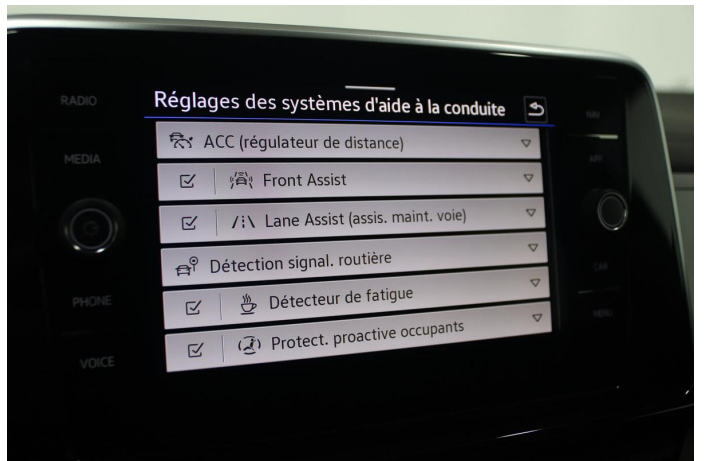 RADIO
MEDIA
PHONE
VOICE
Réglages des systèmes d'aide à la conduite
ACC (régulateur de distance)
Front Assist
Lane Assist (assis. maint. voie)
Détection signal. routière
Détecteur de fatigue
Protect. proactive occupants
NAV
APP
CAR
MENU